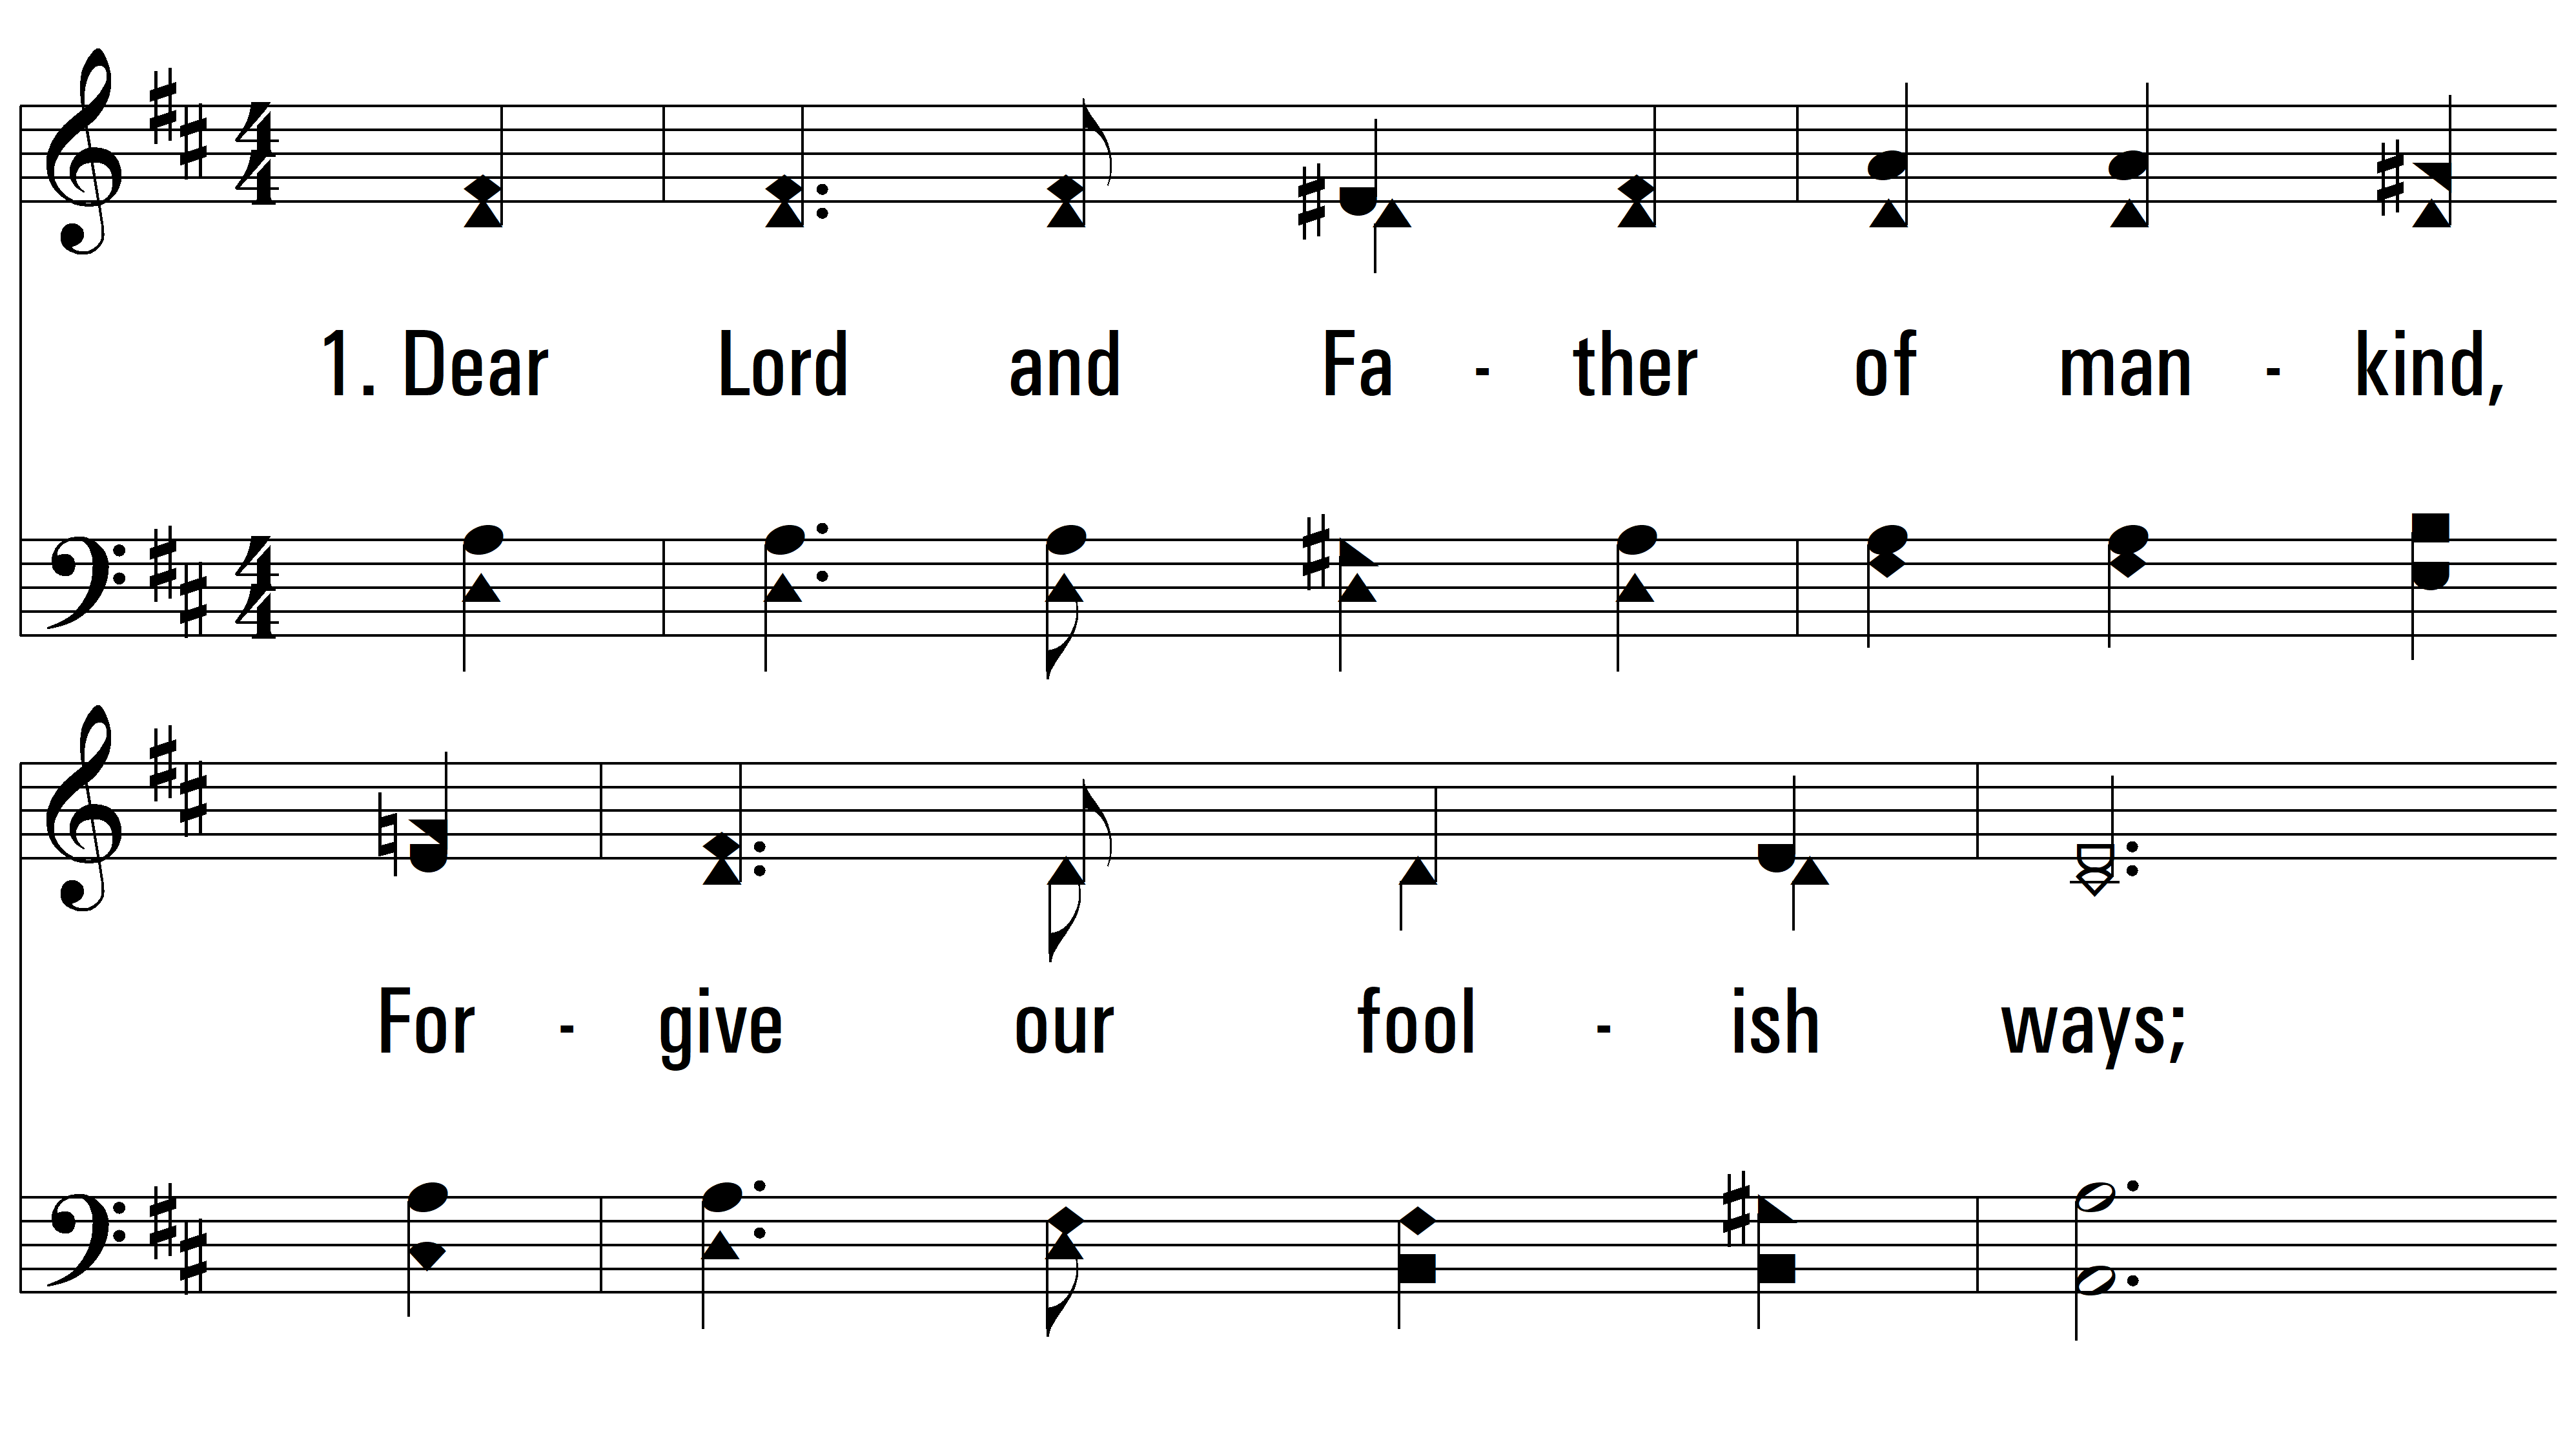 1. Dear Lord and Fa - ther of man - kind,
For - give our fool - ish ways;